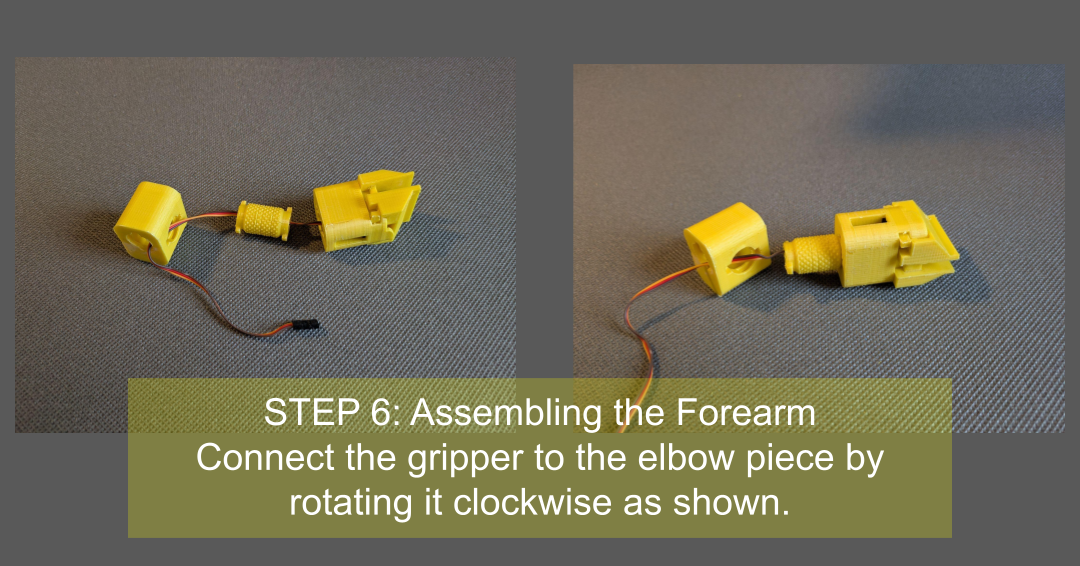 STEP 6: Assembling the Forearm
Connect the gripper to the elbow piece by
rotating it clockwise as shown.